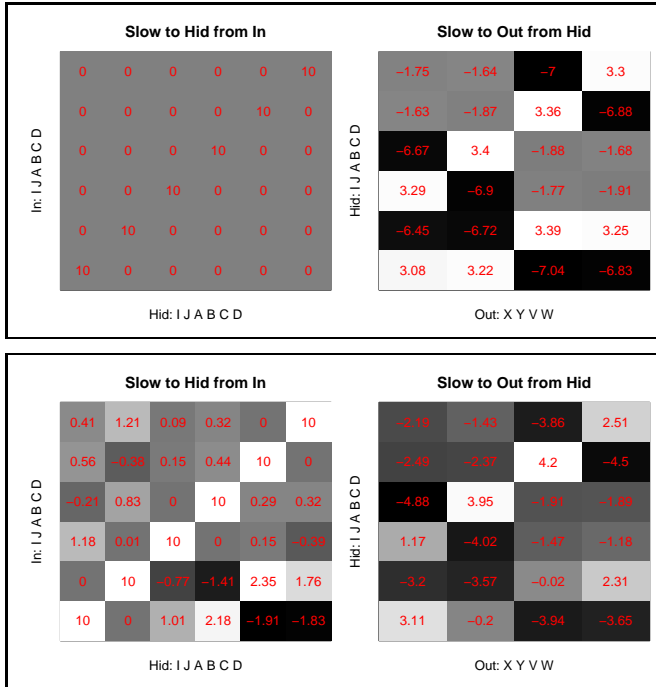 Slow to Hid from In
Slow to Out from Hid
In: I J A B C D
0 0 0 0 0 10
0 0 0 0 10 0
0 0 0 10 0 0
0 0 10 0 0 0
0 10 0 0 0 0
10 0 0 0 0 0
Hid: I J A B C D
Hid: I J A B C D
−1.75 −1.64 −7 3.3
−1.63 −1.87 3.36 −6.88
−6.67 3.4 −1.88 −1.68
3.29 −6.9 −1.77 −1.91
−6.45 −6.72 3.39 3.25
3.08 3.22 −7.04 −6.83
Out: X Y V W
Slow to Hid from In
Slow to Out from Hid
In: I J A B C D
0.41 1.21 0.09 0.32 0 10
0.56 −0.38 0.15 0.44 10 0
−0.21 0.83 0 10 0.29 0.32
1.18 0.01 10 0 0.15 −0.39
0 10 −0.77 −1.41 2.35 1.76
10 0 1.01 2.18 −1.91 −1.83
Hid: I J A B C D
Hid: I J A B C D
−1.43 −3.86 2.51
−2.49 −2.37 4.2 −4.5
−4.88 3.95
1.17 −4.02 −1.47 −1.18
−3.2 −3.57 −0.02 2.31
3.11 −0.2 −3.94 −3.65
Out: X Y V W